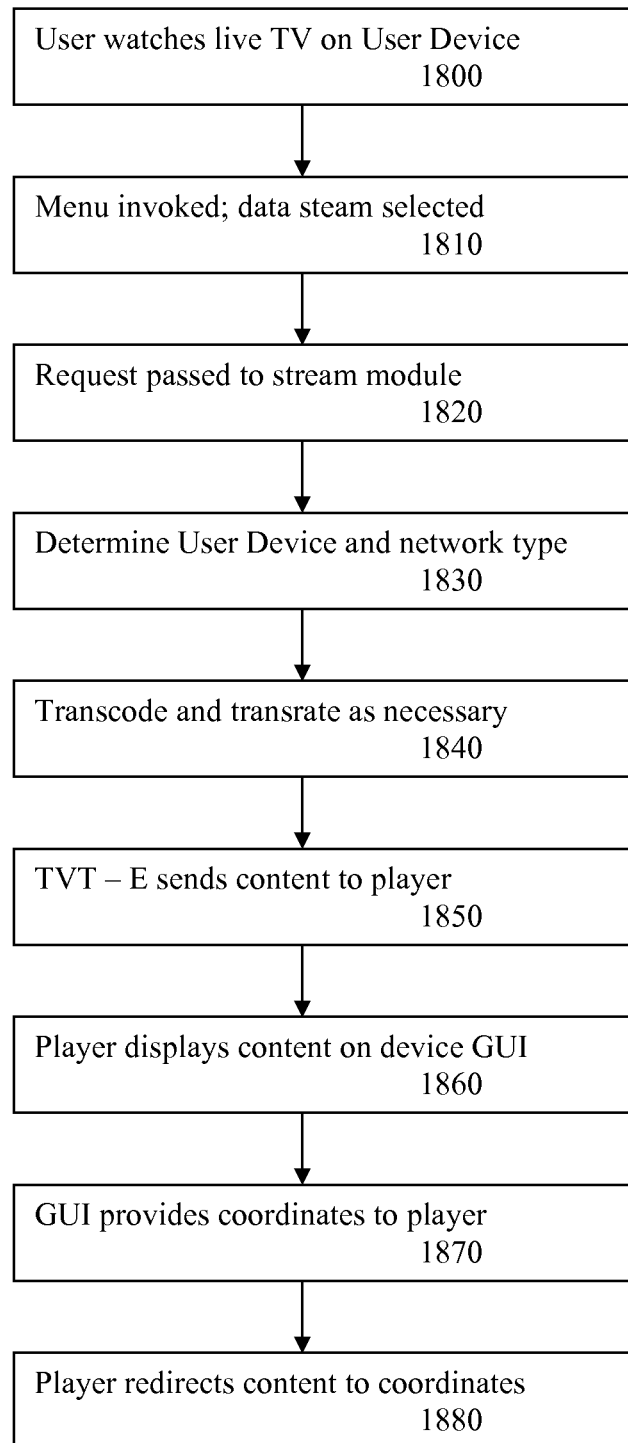 User watches live TV on User Device
1800
Menu invoked; data steam selected
1810
Request passed to stream module
1820
Determine User Device and network type
1830
Transcode and transrate as necessary
1840
TVT – E sends content to player
1850
Player displays content on device GUI
1860
GUI provides coordinates to player
1870
Player redirects content to coordinates
1880